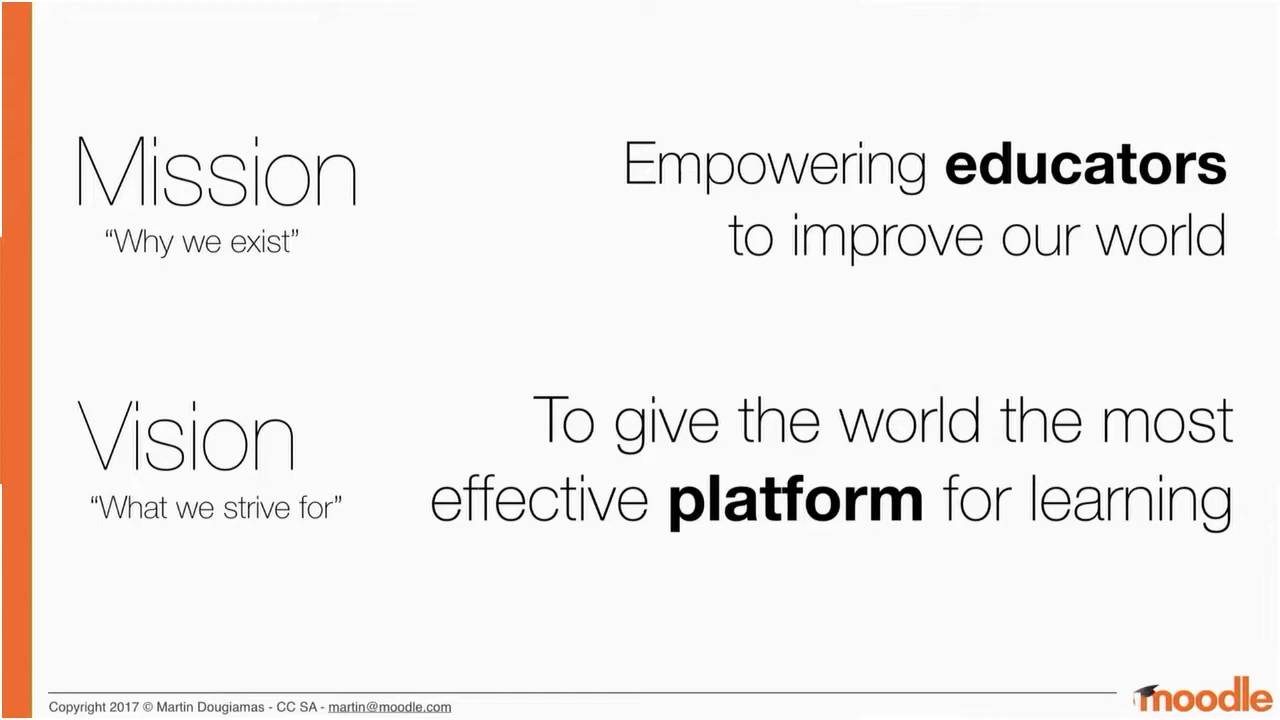 Mission
“Why we exist”
Empowering educators
to improve our world
Vision
“What we strive for”
To give the world the most
effective platform for learning
Copyright 2017 © Martin Dougiamas - CC SA - martin@moodle.com
moodle